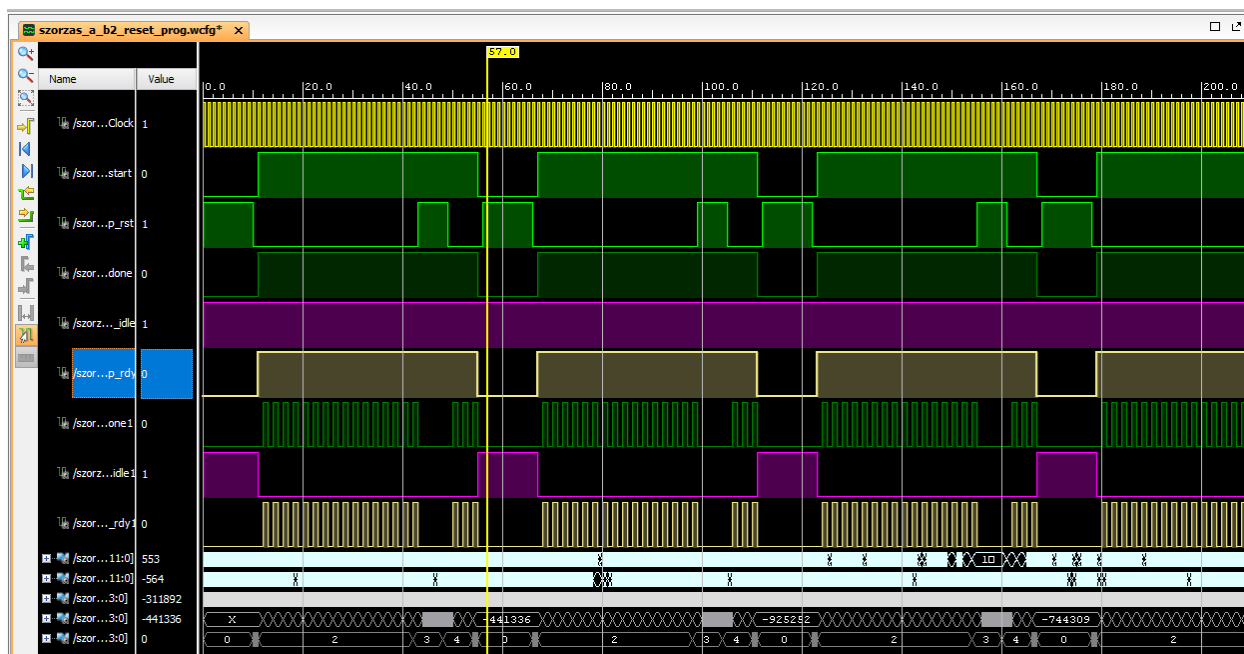 szorzas_a_b2_reset_prog.wcfg* X
57.0
Name Value
0.0 20.0 40.0 60.0 80.0 100.0 120.0 140.0 160.0 180.0 200.0
/szor...Clock 1
/szor...start 0
/szor...p_rst 1
/szor...done 0
/szorz..._idle 1
/szor...p_rdy 0
/szor...one1 0
/szorz...idle1 1
/szor..._rdy1 0
/szor...11:0] 553 10
/szor...11:0] -564
/szor...3:0] -311892
/szor...3:0] -441336 X -441336 -925252 -744309
/szor...3:0] 0 0 2 3 4 0 2 3 4 0 2 3 4 0 2